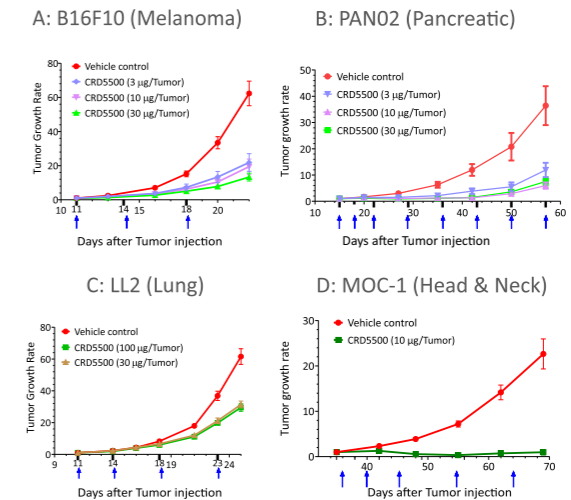 A: B16F10 (Melanoma)
Tumor Growth Rate
80
60
40
20
0
Vehicle control
CRD5500 (3 µg/Tumor)
CRD5500 (10 µg/Tumor)
CRD5500 (30 µg/Tumor)
10 11 14 16 18 20
Days after Tumor injection
B: PAN02 (Pancreatic)
Tumor growth rate
50
40
30
20
10
0
Vehicle control
CRD5500 (3 µg/Tumor)
CRD5500 (10 µg/Tumor)
CRD5500 (30 µg/Tumor)
10 20 30 40 50 60
Days after Tumor injection
C: LL2 (Lung)
Tumor Growth Rate
80
60
40
20
0
Vehicle control
CRD5500 (100 µg/Tumor)
CRD5500 (30 µg/Tumor)
9 11 14 18 19 23 24
Days after Tumor Injection
D: MOC-1 (Head & Neck)
Tumor Growth Rate
30
20
10
0
Vehicle control
CRD5500 (10 µg/Tumor)
30 40 50 60 70
Days after Tumor injection